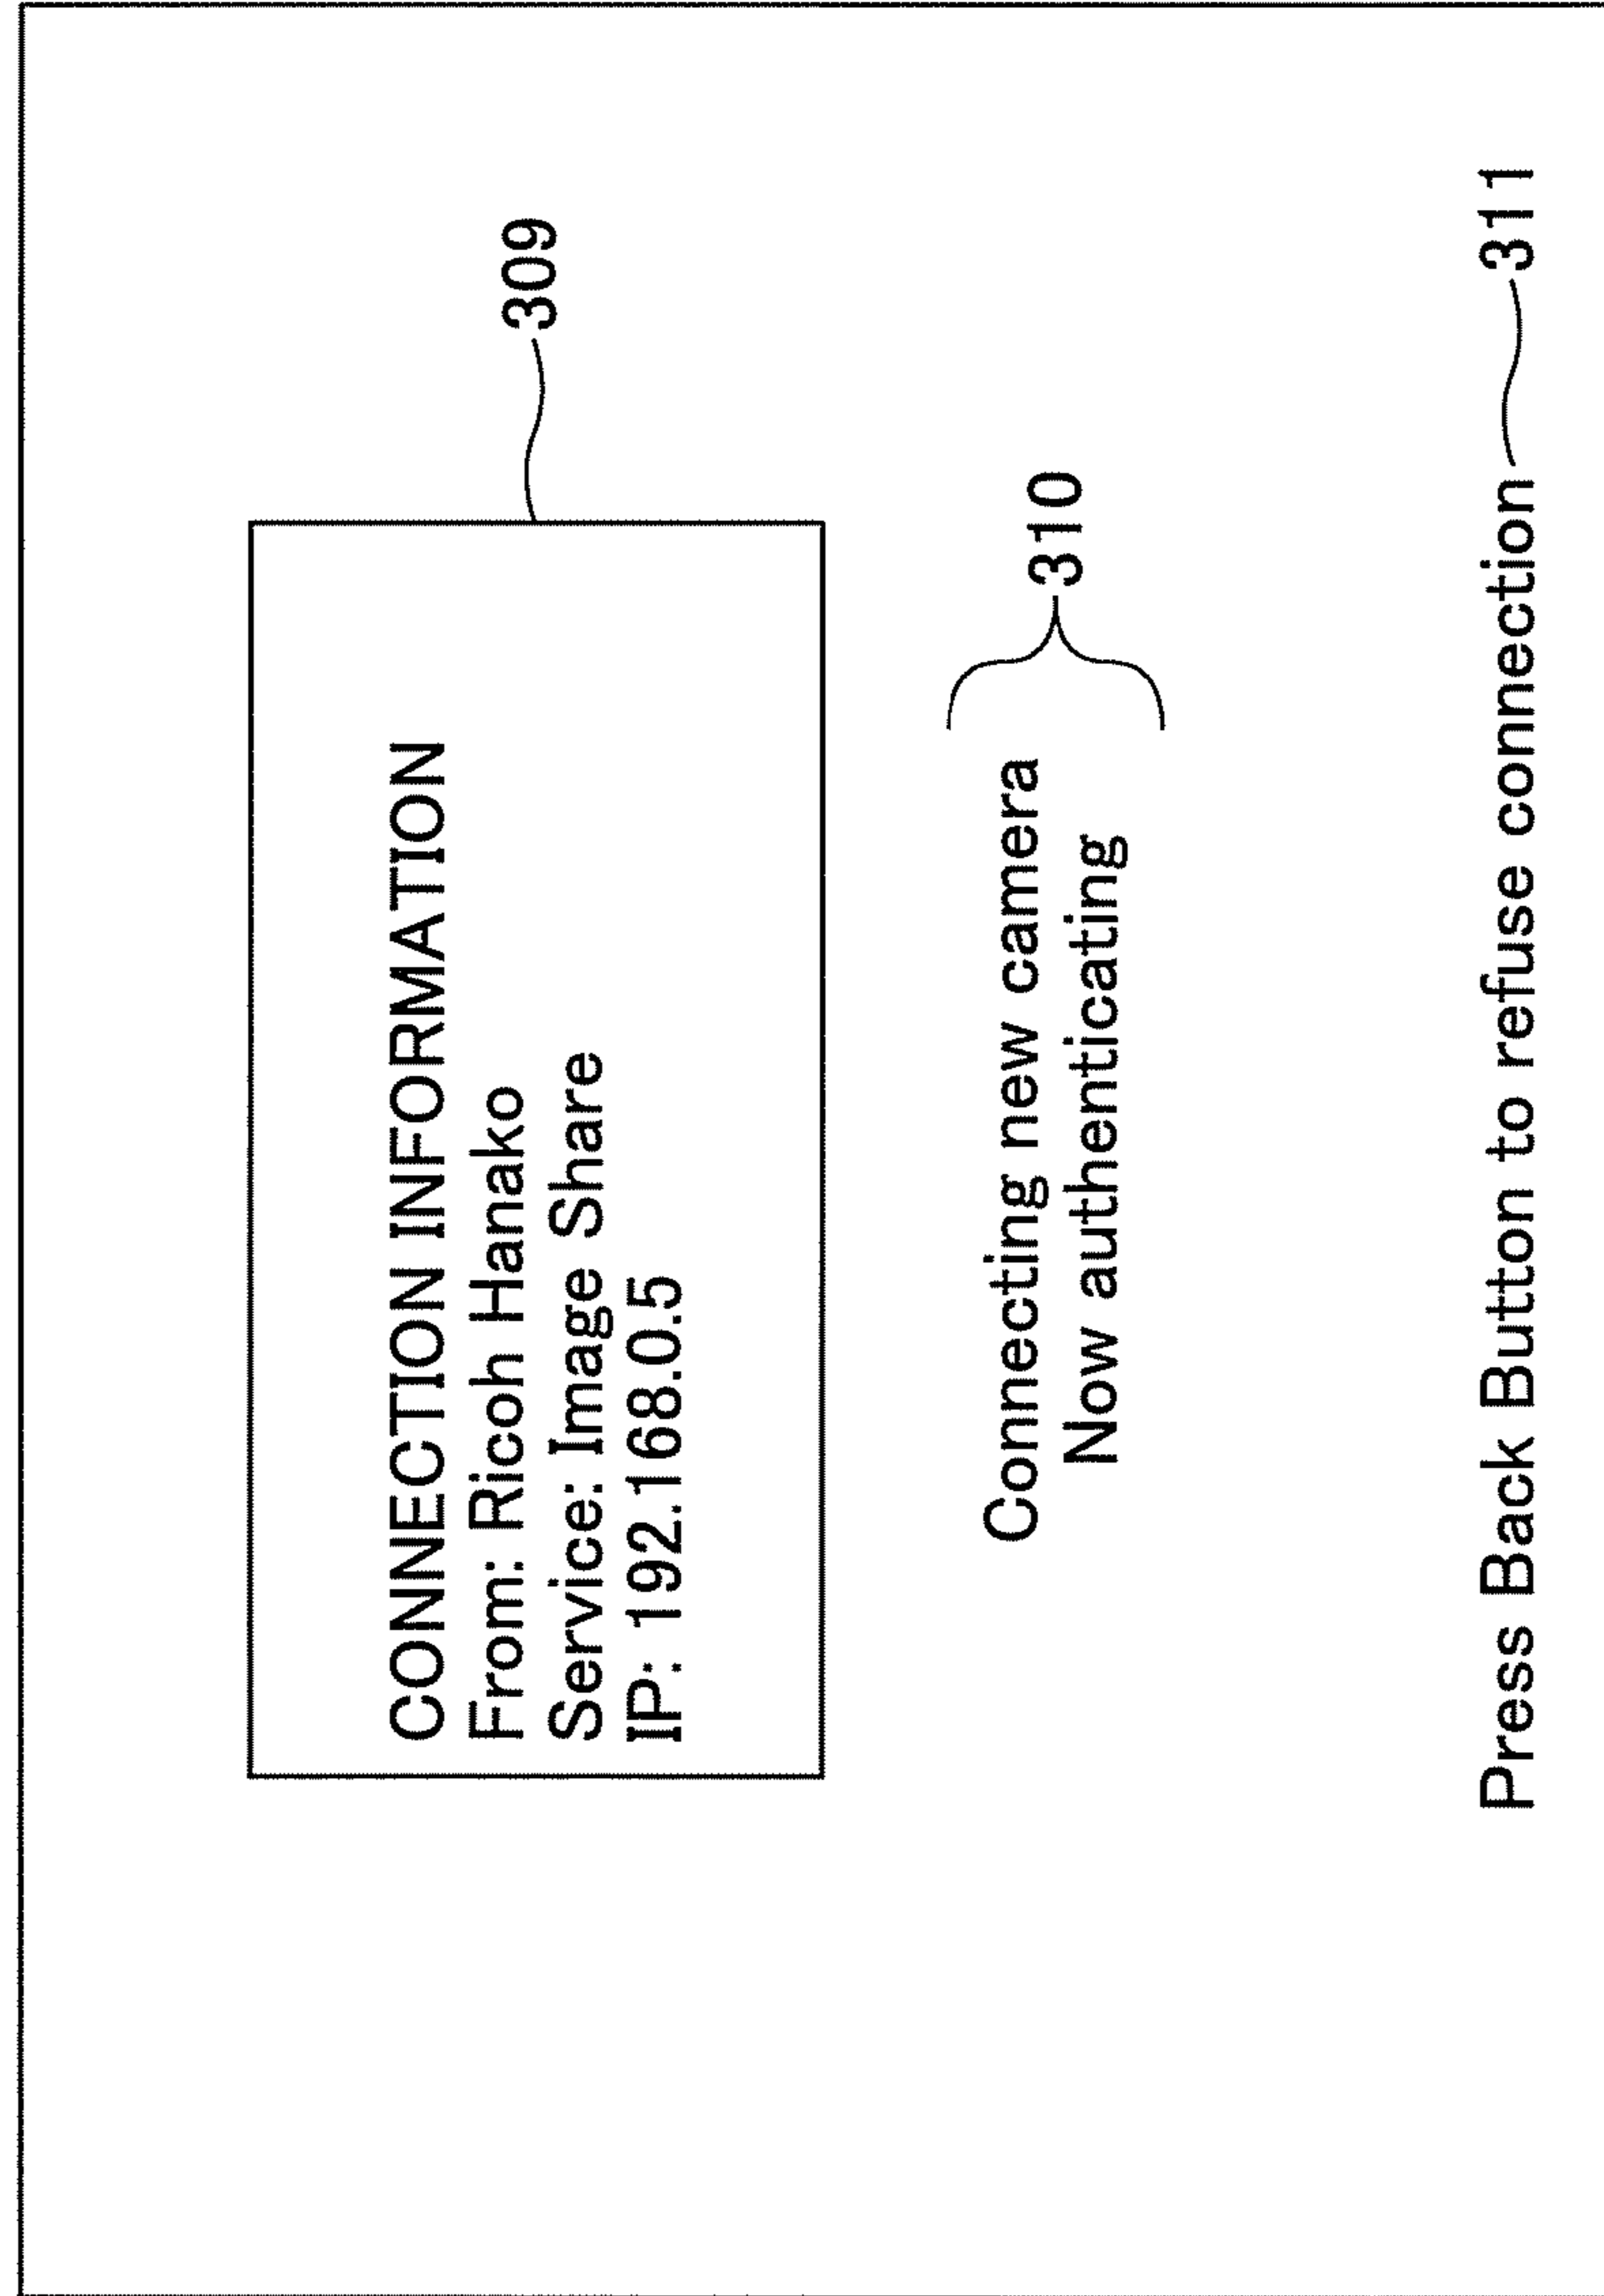 CONNECTION INFORMATION
From: Ricoh Hanako
Service: Image Share
IP: 192.168.0.5
309
Connecting new camera
Now authenticating
310
Press Back Button to refuse connection 311